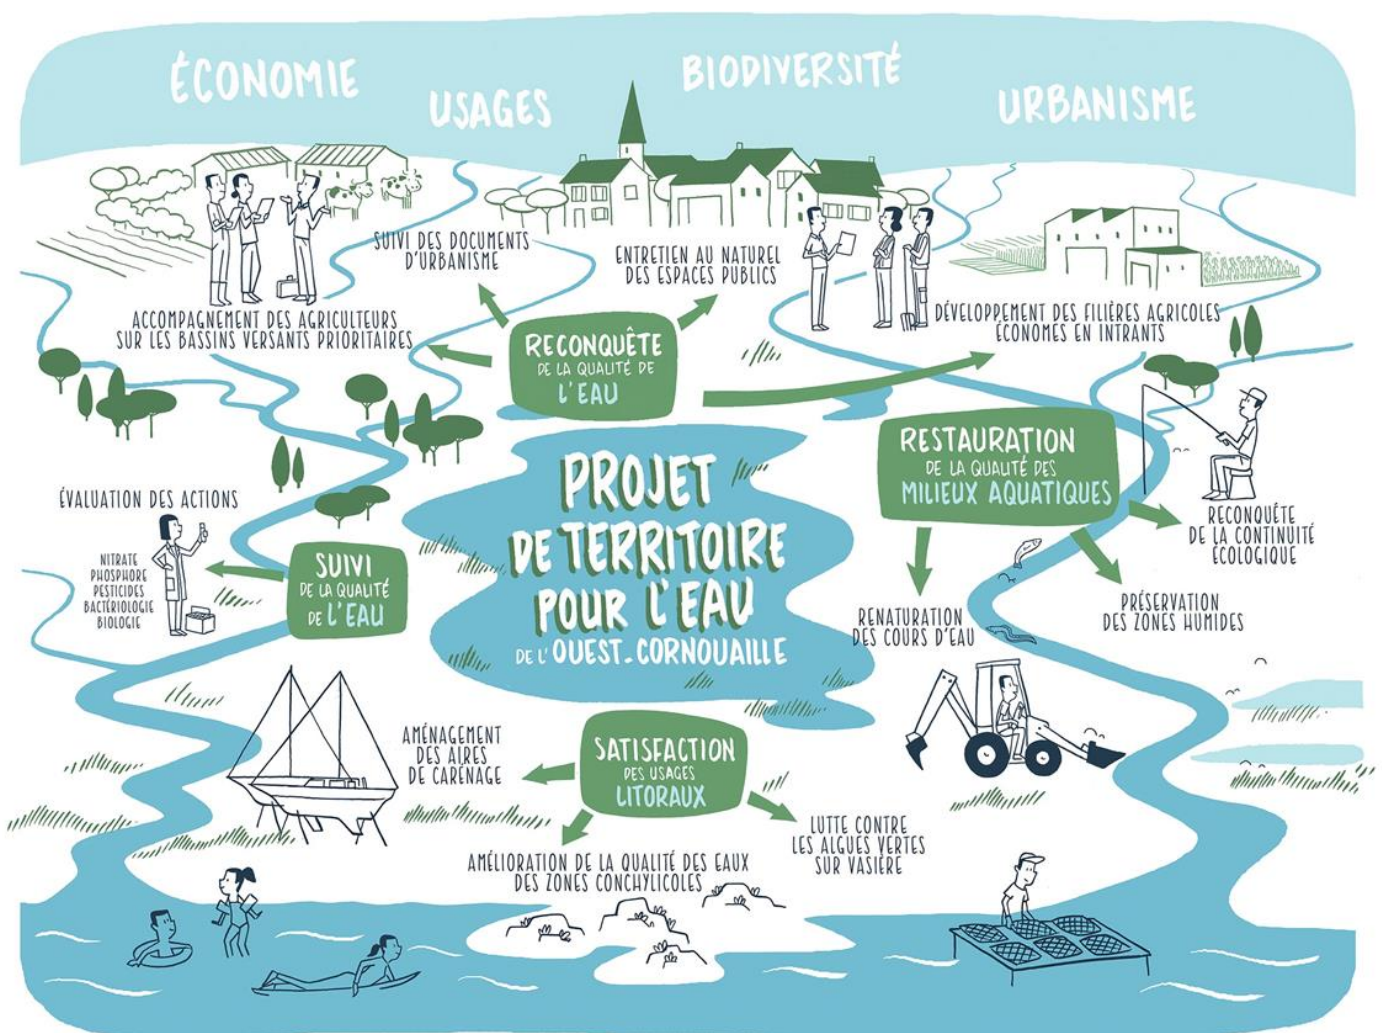 ÉCONOMIE
USAGES
BIODIVERSITÉ
URBANISME
SUIVI DES DOCUMENTS
D'URBANISME
ENTRETIEN AU NATUREL
DES ESPACES PUBLICS
ACCOMPAGNEMENT DES AGRICULTEURS
SUR LES BASSINS VERSANTS PRIORITAIRES
DÉVELOPPEMENT DES FILIÈRES AGRICOLES
ÉCONOMES EN INTRANTS
RECONQUÊTE
DE LA QUALITÉ DE
L'EAU
RESTAURATION
DE LA QUALITÉ DES
MILIEUX AQUATIQUES
PROJET
DE TERRITOIRE
POUR L'EAU
DE L'OUEST-CORNOUAILLE
ÉVALUATION DES ACTIONS
NITRATE
PHOSPHORE
PESTICIDES
BACTÉRIOLOGIE
BIOLOGIE
SUIVI
DE LA QUALITÉ
DE L'EAU
RECONQUÊTE
DE LA CONTINUITÉ
ÉCOLOGIQUE
RENATURATION
DES COURS D'EAU
PRÉSERVATION
DES ZONES HUMIDES
AMÉNAGEMENT
DES AIRES
DE CARÉNAGE
SATISFACTION
DES USAGES
LITORAUX
AMÉLIORATION DE LA QUALITÉ DES EAUX
DES ZONES CONCHYLICOLES
LUTTE CONTRE
LES ALGUES VERTES
SUR VASIÈRE